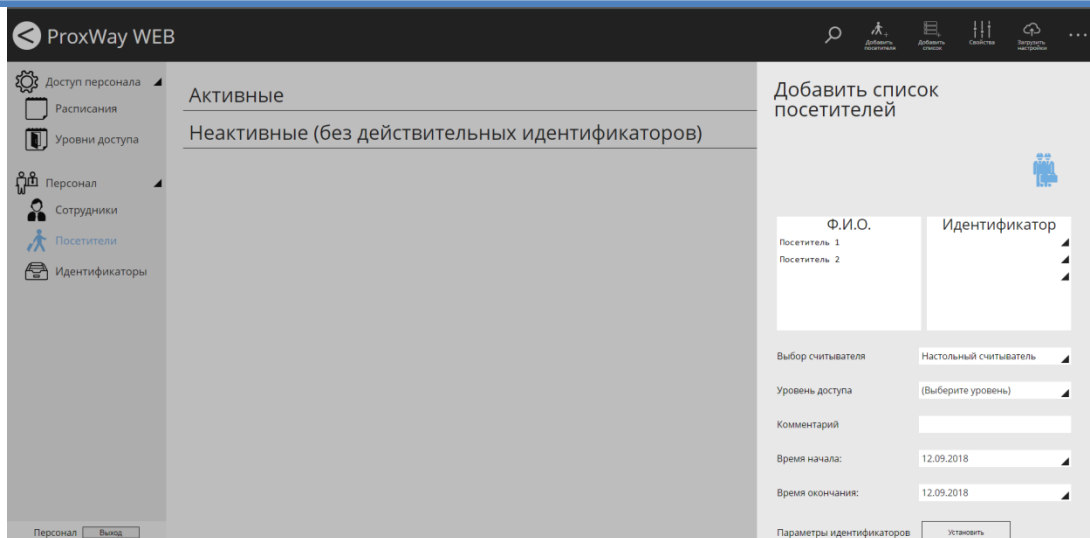 ProxWay WEB
Добавить посетителя
Добавить список
Свойства
Загрузить настройки
Доступ персонала
Расписания
Уровни доступа
Персонал
Сотрудники
Посетители
Идентификаторы
Персонал
Выход
Активные
Неактивные (без действительных идентификаторов)
Добавить список
посетителей
Ф.И.О.
Идентификатор
Посетитель 1
Посетитель 2
Выбор считывателя
Настольный считыватель
Уровень доступа
(Выберите уровень)
Комментарий
Время начала:
12.09.2018
Время окончания:
12.09.2018
Параметры идентификаторов
Установить